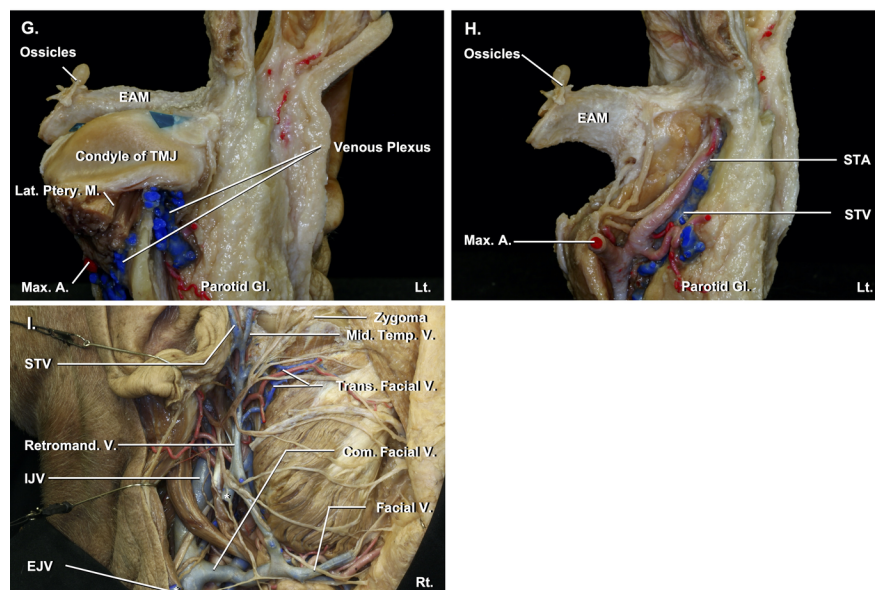 G.
Ossicles
EAM
Condyle of TMJ
Venous Plexus
Lat. Ptery. M.
Max. A.
Parotid Gl.
Lt.
H.
Ossicles
EAM
STA
STV
Max. A.
Parotid Gl.
Lt.
I.
Zygoma
Mid. Temp. V.
STV
Trans. Facial V.
Retromand. V.
Com. Facial V.
IJV
*
Facial V.
EJV
*
Rt.